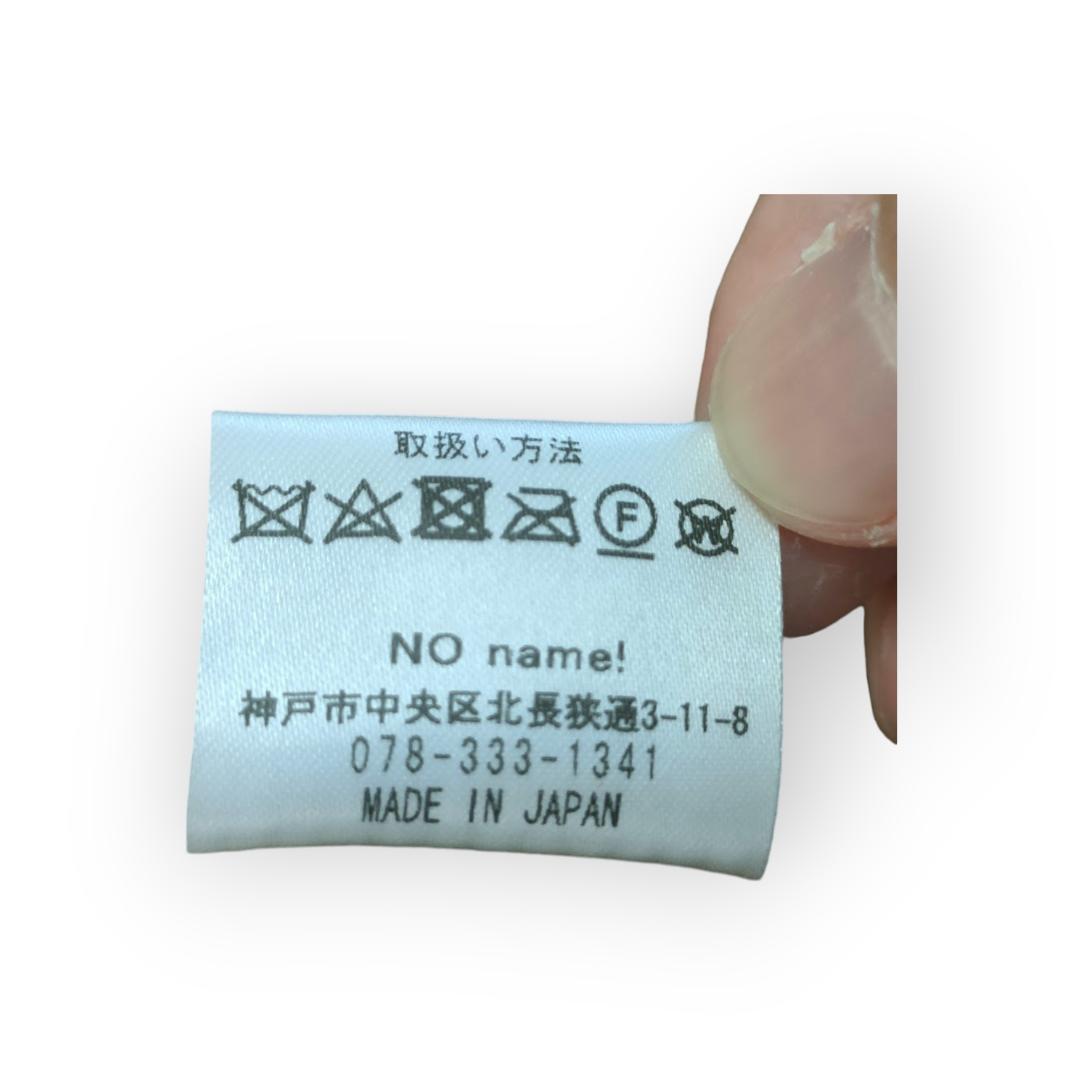 取扱い方法
F W
NO name!
神戸市中央区北長狭通3-11-8
078-333-1341
MADE IN JAPAN